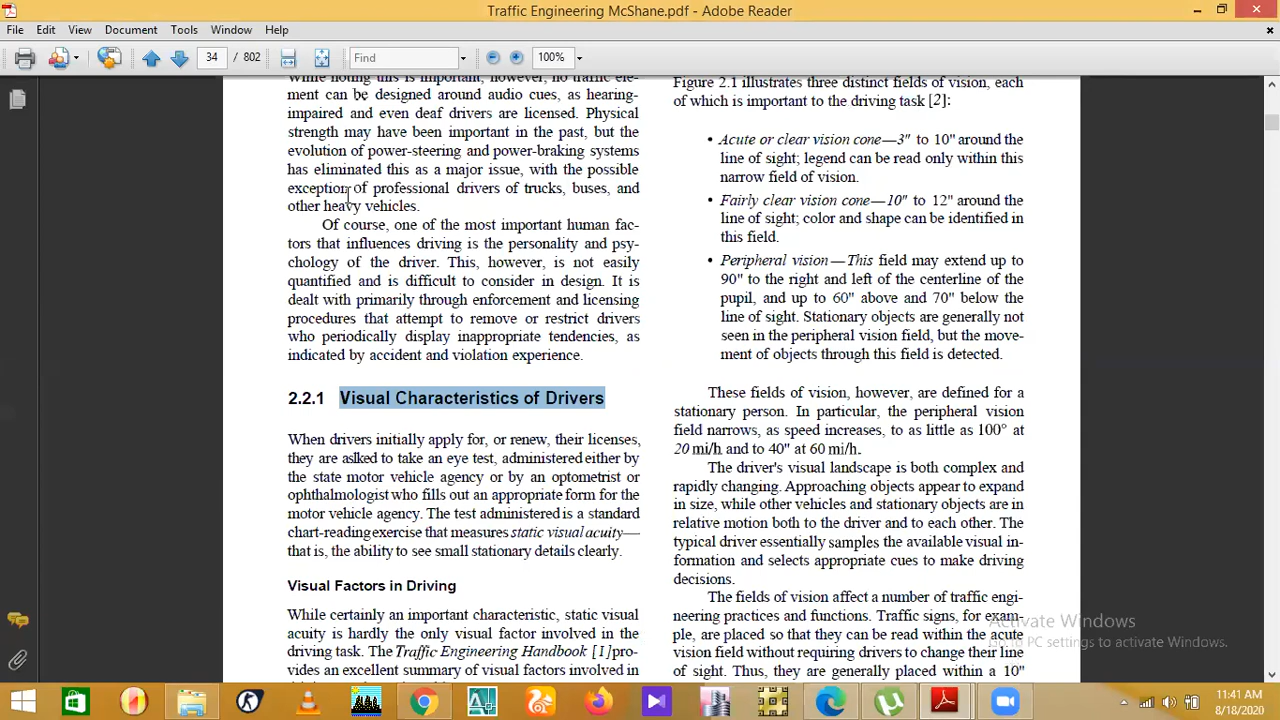 Traffic Engineering McShane.pdf - Adobe Reader
File Edit View Document Tools Window Help
34 / 802
Find
100%
While noting this is important, however, no traffic ele-
ment can be designed around audio cues, as hearing-
impaired and even deaf drivers are licensed. Physical
strength may have been important in the past, but the
evolution of power-steering and power-braking systems
has eliminated this as a major issue, with the possible
exception of professional drivers of trucks, buses, and
other heavy vehicles.
Of course, one of the most important human fac-
tors that influences driving is the personality and psy-
chology of the driver. This, however, is not easily
quantified and is difficult to consider in design. It is
dealt with primarily through enforcement and licensing
procedures that attempt to remove or restrict drivers
who periodically display inappropriate tendencies, as
indicated by accident and violation experience.
2.2.1 Visual Characteristics of Drivers
When drivers initially apply for, or renew, their licenses,
they are asked to take an eye test, administered either by
the state motor vehicle agency or by an optometrist or
ophthalmologist who fills out an appropriate form for the
motor vehicle agency. The test administered is a standard
chart-reading exercise that measures static visual acuity—
that is, the ability to see small stationary details clearly.
Visual Factors in Driving
While certainly an important characteristic, static visual
acuity is hardly the only visual factor involved in the
driving task. The Traffic Engineering Handbook [1] pro-
vides an excellent summary of visual factors involved in
Figure 2.1 illustrates three distinct fields of vision, each
of which is important to the driving task [2]:
• Acute or clear vision cone—3" to 10" around the
line of sight; legend can be read only within this
narrow field of vision.
• Fairly clear vision cone—10" to 12" around the
line of sight; color and shape can be identified in
this field.
• Peripheral vision—This field may extend up to
90" to the right and left of the centerline of the
pupil, and up to 60" above and 70" below the
line of sight. Stationary objects are generally not
seen in the peripheral vision field, but the move-
ment of objects through this field is detected.
These fields of vision, however, are defined for a
stationary person. In particular, the peripheral vision
field narrows, as speed increases, to as little as 100° at
20 mi/h and to 40" at 60 mi/h.
The driver's visual landscape is both complex and
rapidly changing. Approaching objects appear to expand
in size, while other vehicles and stationary objects are in
relative motion both to the driver and to each other. The
typical driver essentially samples the available visual in-
formation and selects appropriate cues to make driving
decisions.
The fields of vision affect a number of traffic engi-
neering practices and functions. Traffic signs, for exam-
ple, are placed so that they can be read within the acute
vision field without requiring drivers to change their line
of sight. Thus, they are generally placed within a 10"
Activate Windows
Go to PC settings to activate Windows.
11:41 AM
8/18/2020